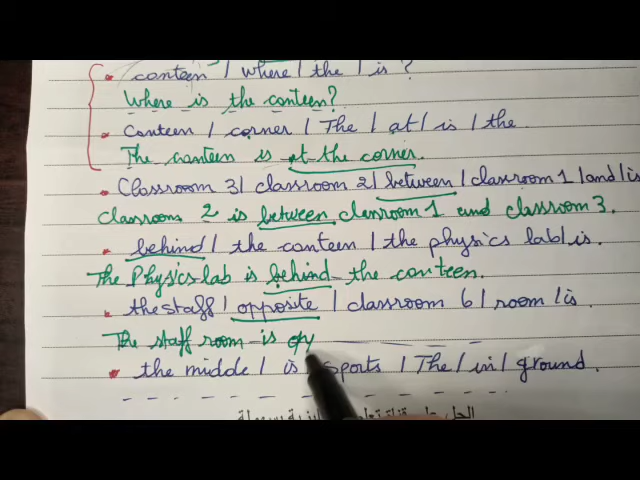 • canteen / where / the / is ?
Where is the canteen?
• Canteen / corner / The / at / is / the
The canteen is at the corner.
• Classroom 3/ classroom 2/ between / classroom 1 / and / is
classroom 2 is between classroom 1 and classroom 3.
• behind / the canteen / the physics lab / is.
The Physics lab is behind the canteen.
• the staff / opposite / classroom 6 / room / is.
The staff room is
• the middle / is / sports / The / in / ground.